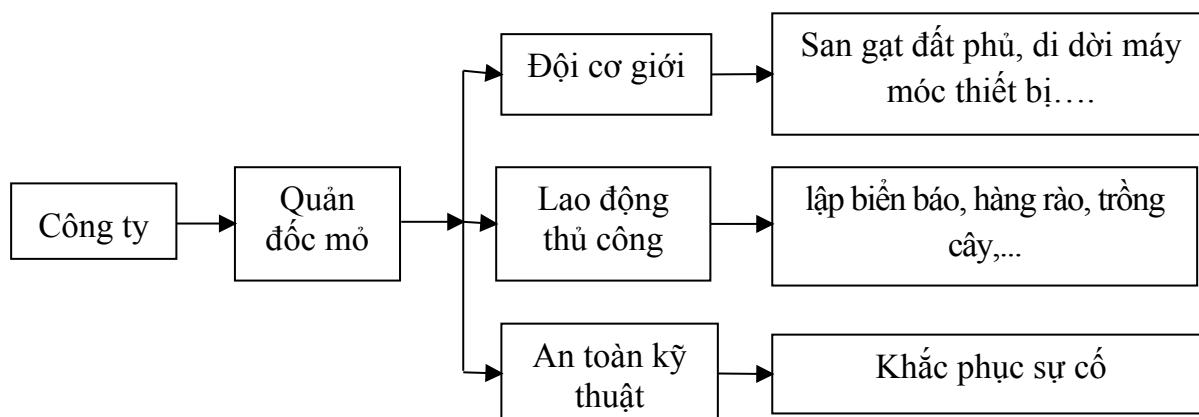 Đội cơ giới
San gạt đất phủ, di dời máy
móc thiết bị….
Công ty
Quản
đốc mỏ
Lao động
thủ công
lập biển báo, hàng rào, trồng
cây,...
An toàn kỹ
thuật
Khắc phục sự cố